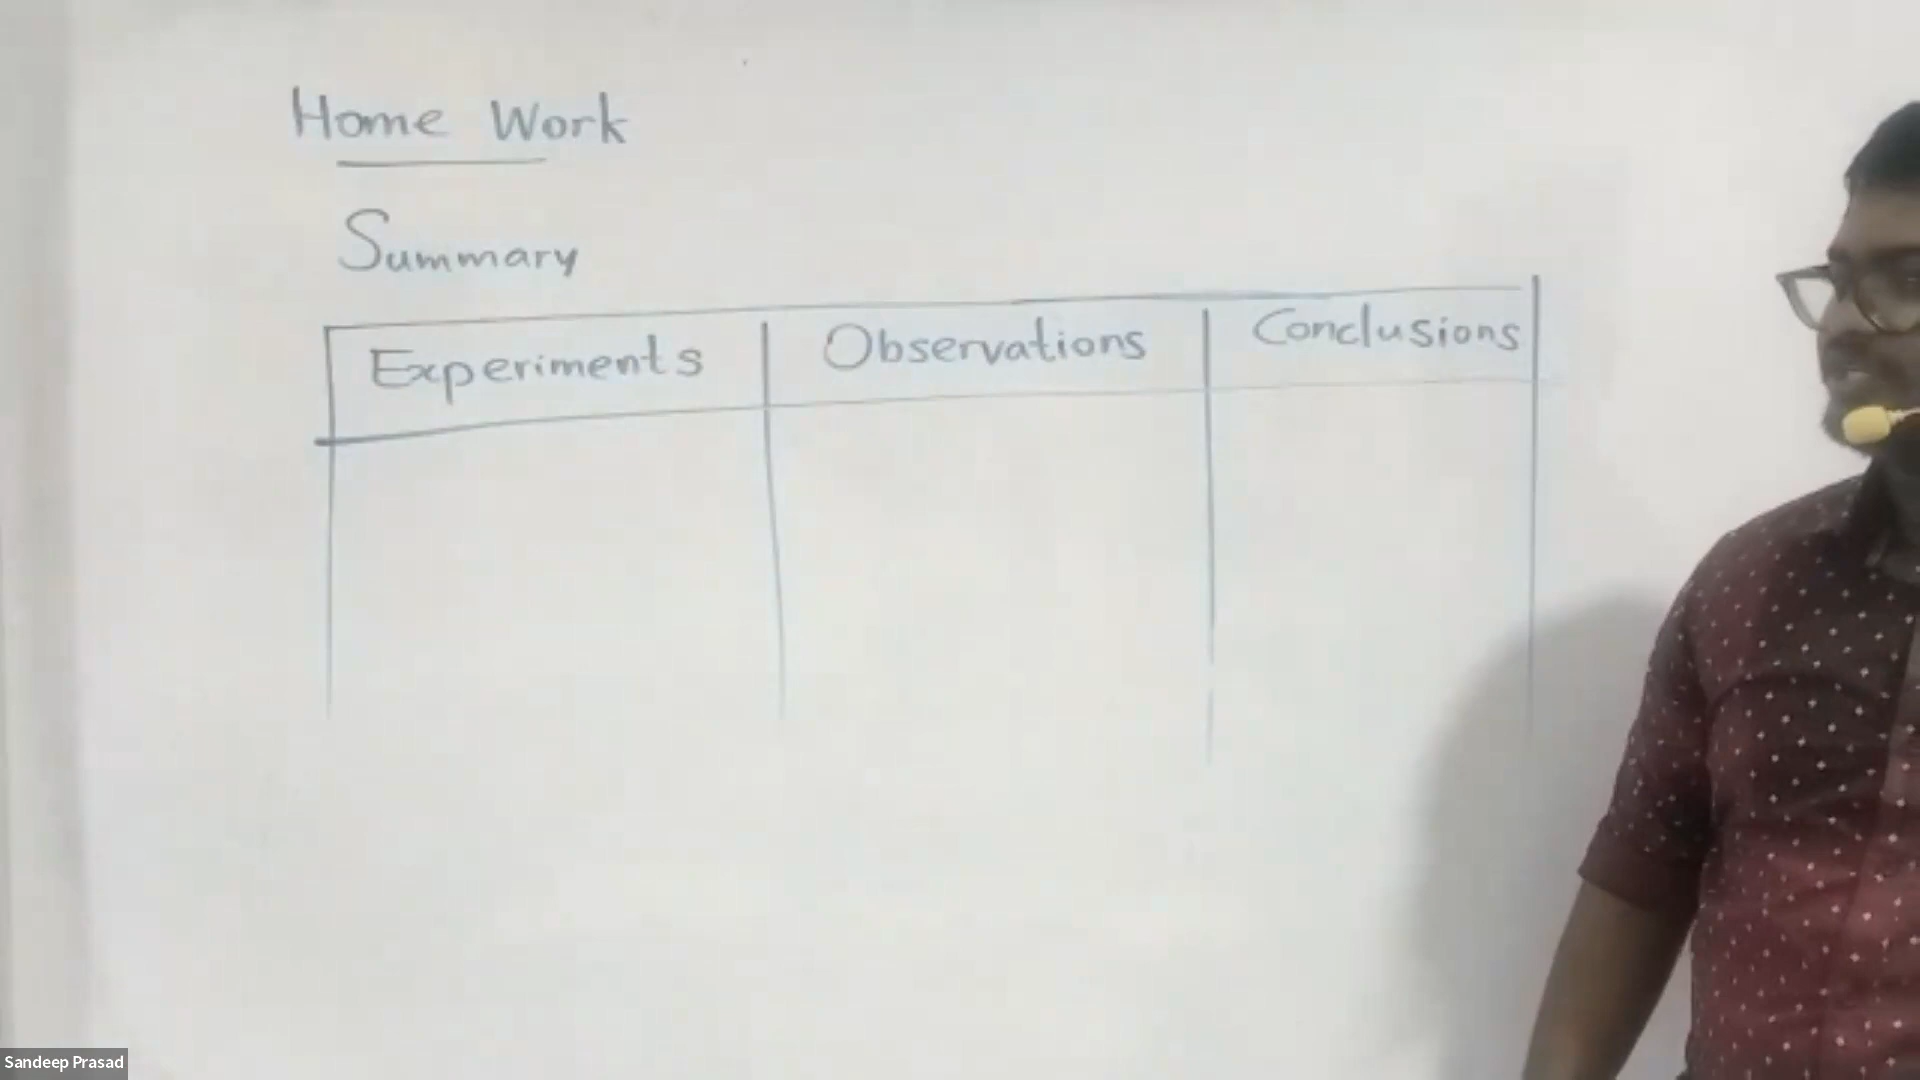 Home Work
Summary
Experiments Observations Conclusions
Sandeep Prasad